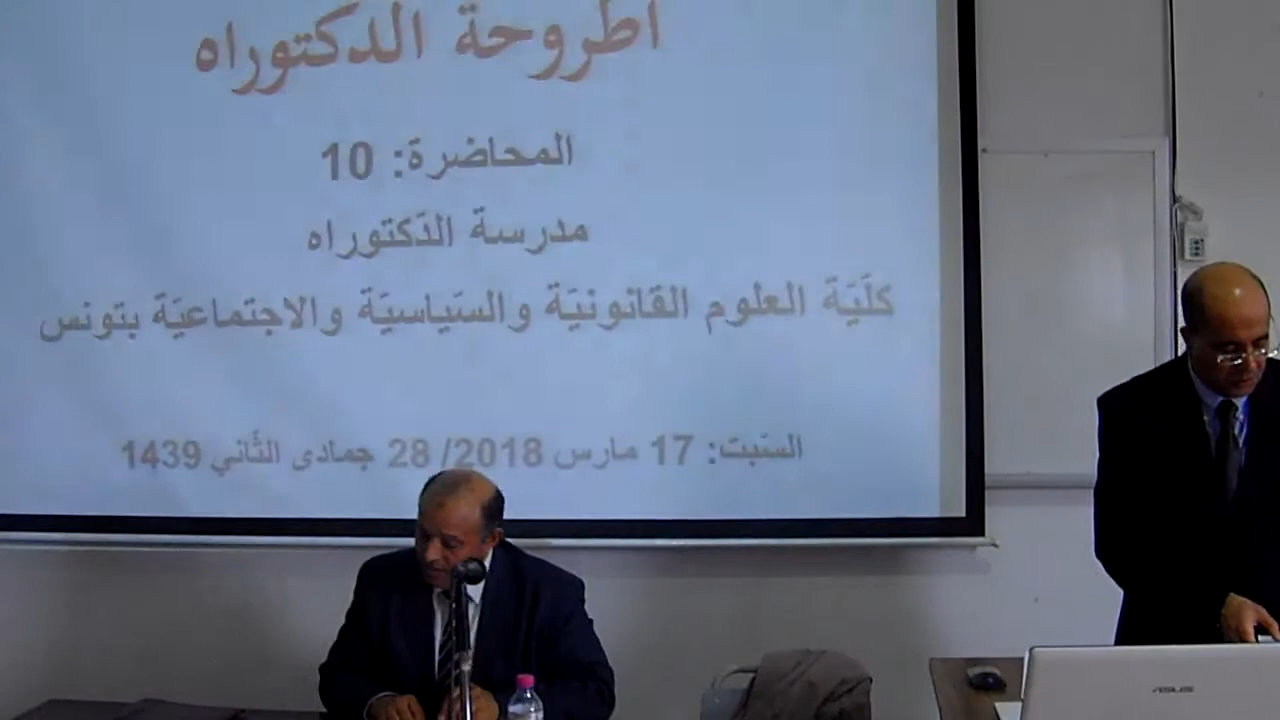 أطروحة الدكتوراه
المحاضرة: 10
مدرسة الدّكتوراه
كلّيّة العلوم القانونيّة والسّياسيّة والاجتماعيّة بتونس
السّبت: 17 مارس 2018/ 28 جمادى الثّاني 1439
ASUS